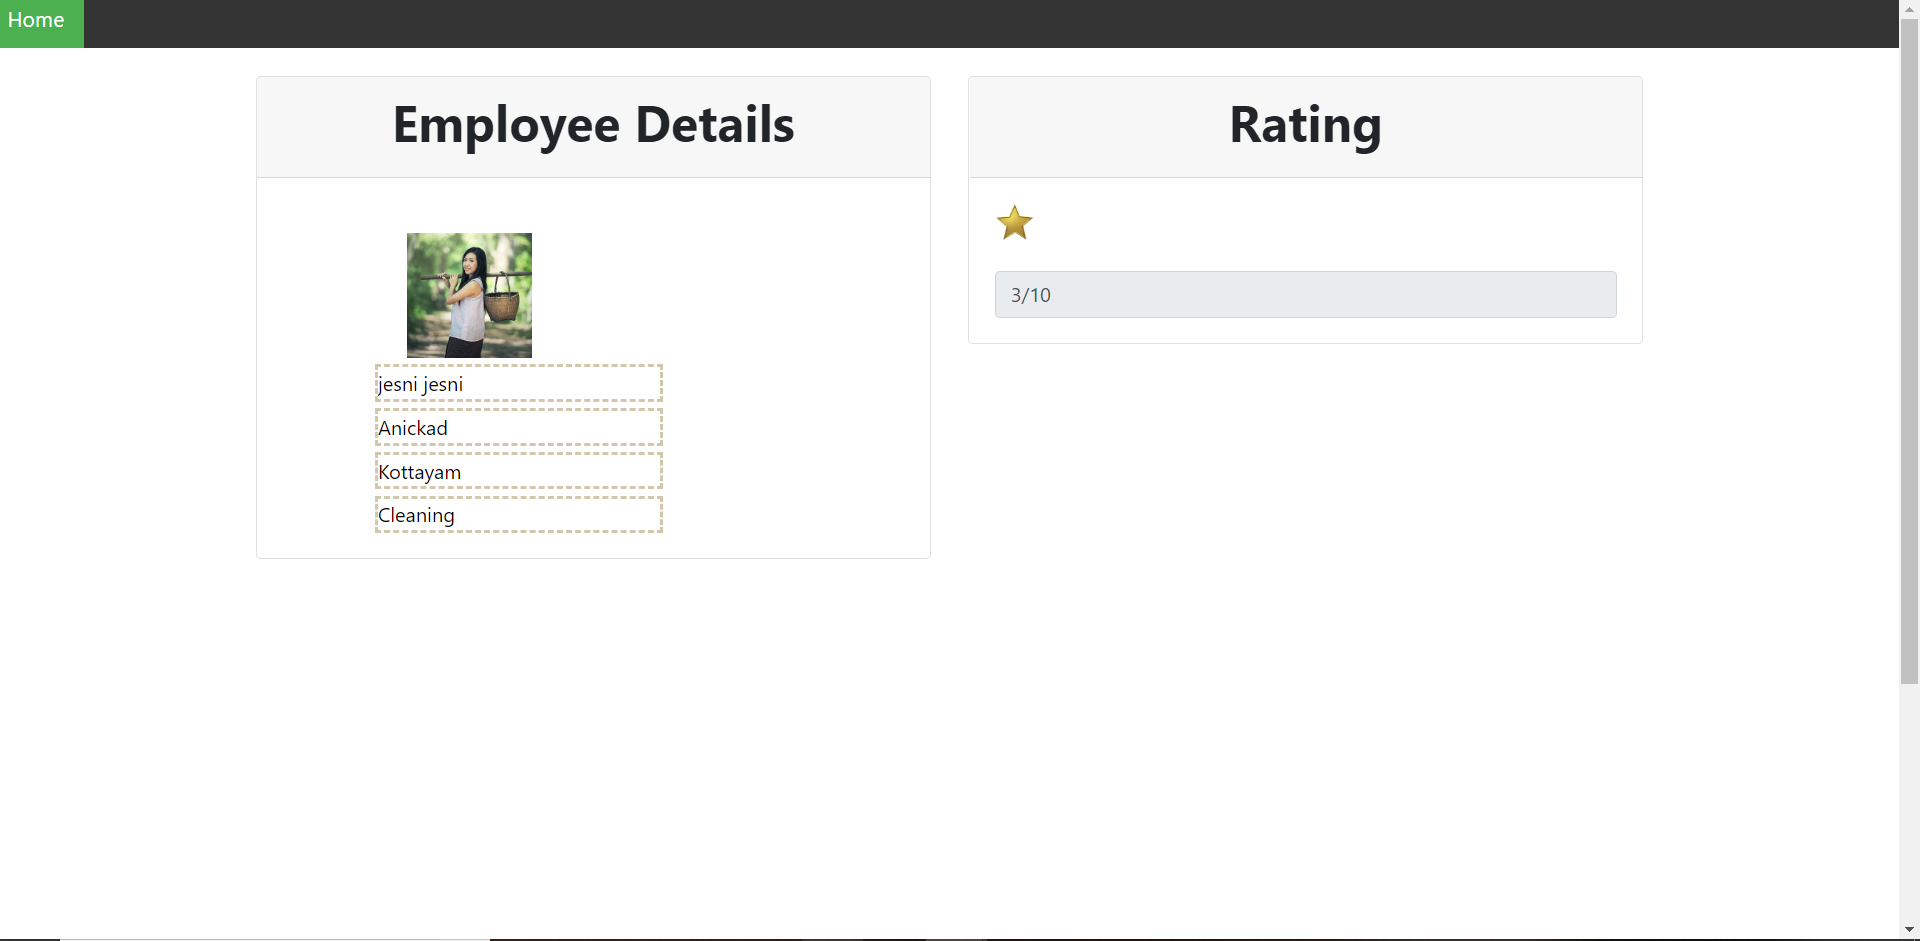 Home
Employee Details
jesni jesni
Anickad
Kottayam
Cleaning
Rating
3/10